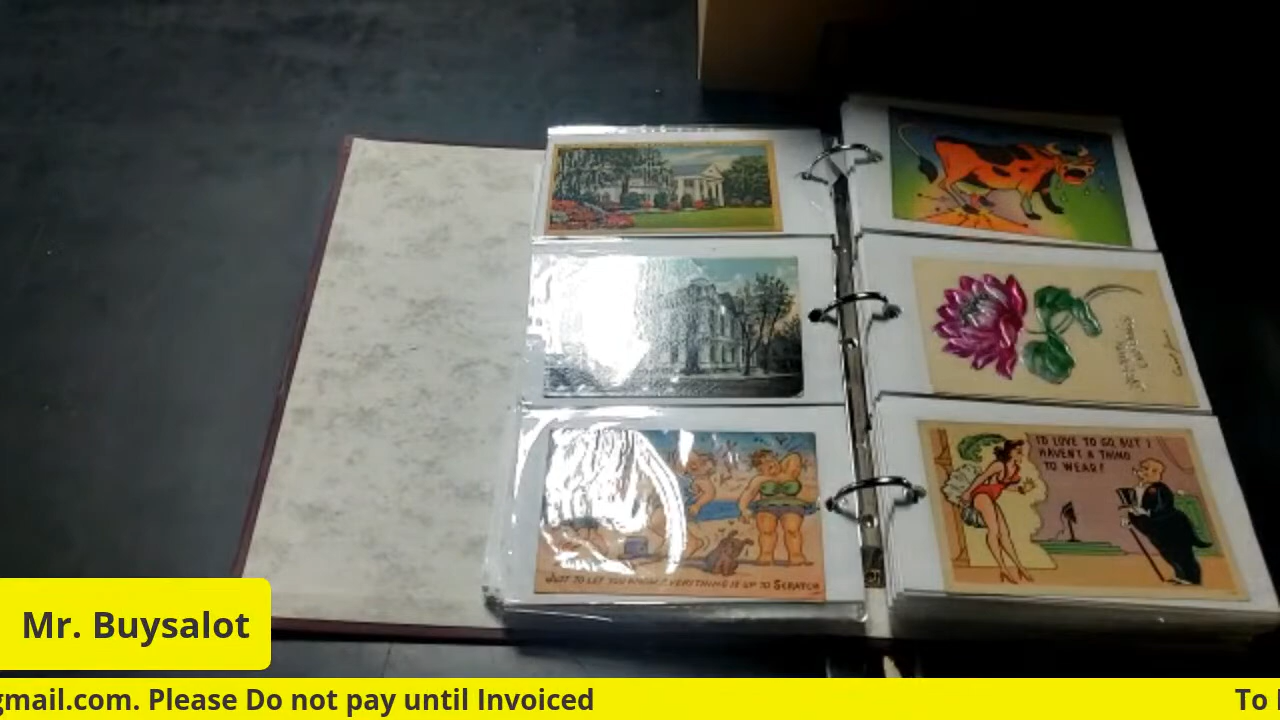 I'D LOVE TO GO, BUT I
HAVEN'T A THING
TO WEAR!
JUST TO LET YOU KNOW EVERYTHING IS UP TO SCRATCH
Mr. Buysalot
gmail.com. Please Do not pay until Invoiced
To